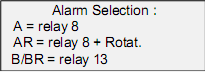 Alarm Selection :
A = relay 8
AR = relay 8 + Rotat.
B/BR = relay 13